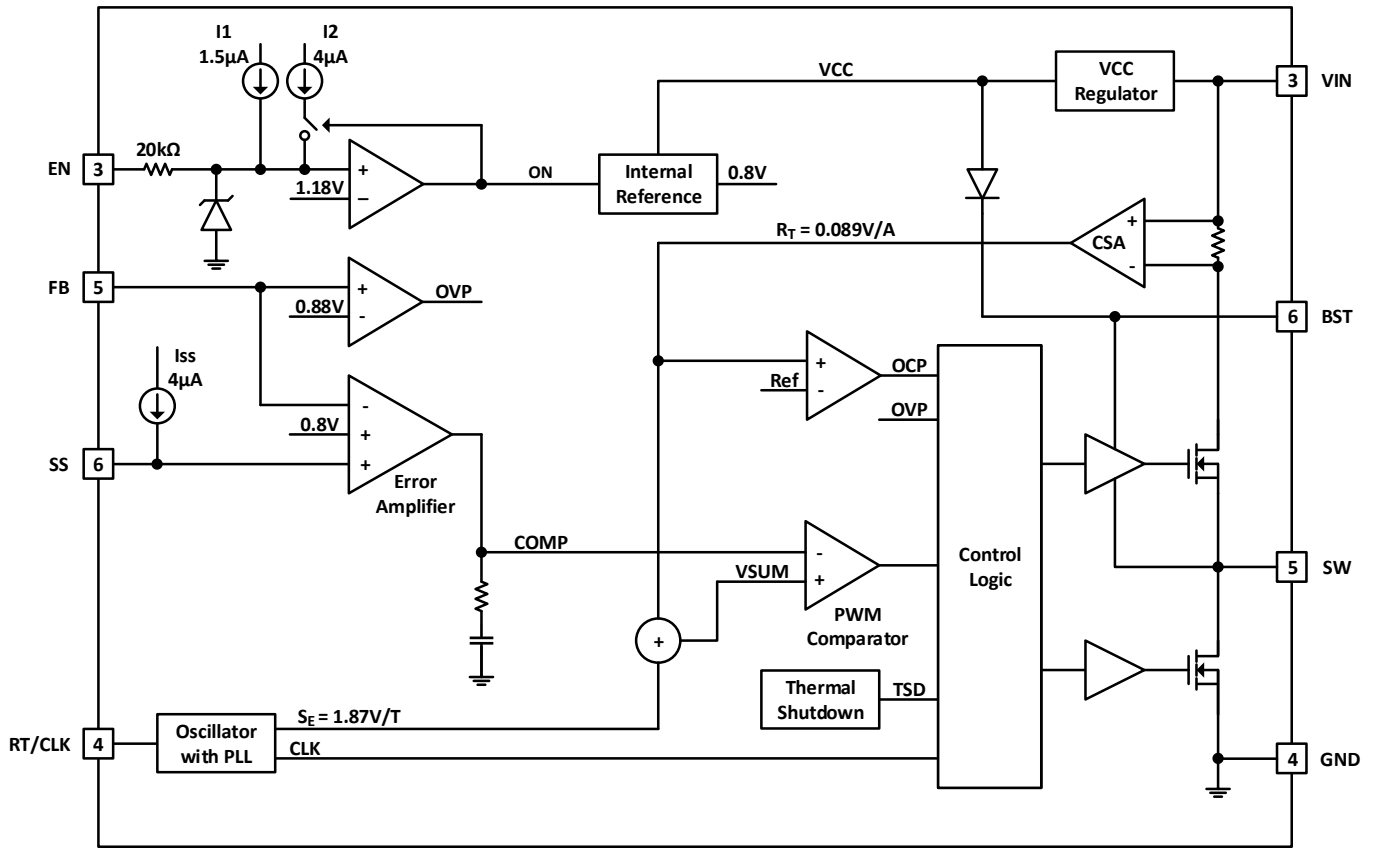 I1
1.5µA
I2
4µA
VCC
VCC
Regulator
3
VIN
EN
3
20kΩ
+
1.18V
–
ON
Internal
Reference
0.8V
RT = 0.089V/A
CSA
+
-
FB
5
+
0.88V
-
OVP
6
BST
Iss
4µA
+
Ref
-
OCP
OVP
-
0.8V
+
SS
6
+
Error
Amplifier
COMP
-
VSUM
+
PWM
Comparator
Control
Logic
5
SW
+
Thermal
Shutdown
TSD
SE = 1.87V/T
RT/CLK
4
Oscillator
with PLL
CLK
4
GND